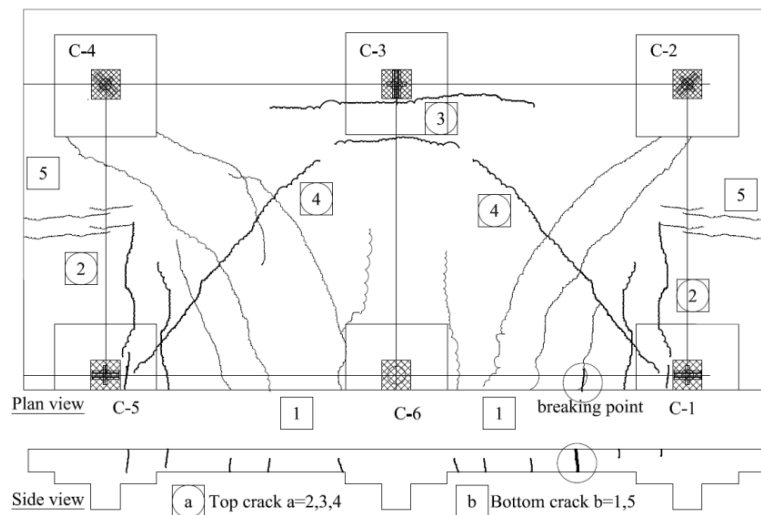 C-4
C-3
C-2
3
5
5
4
4
2
2
Plan view
C-5
1
C-6
1
breaking point
C-1
Side view
a Top crack a=2,3,4
b Bottom crack b=1,5